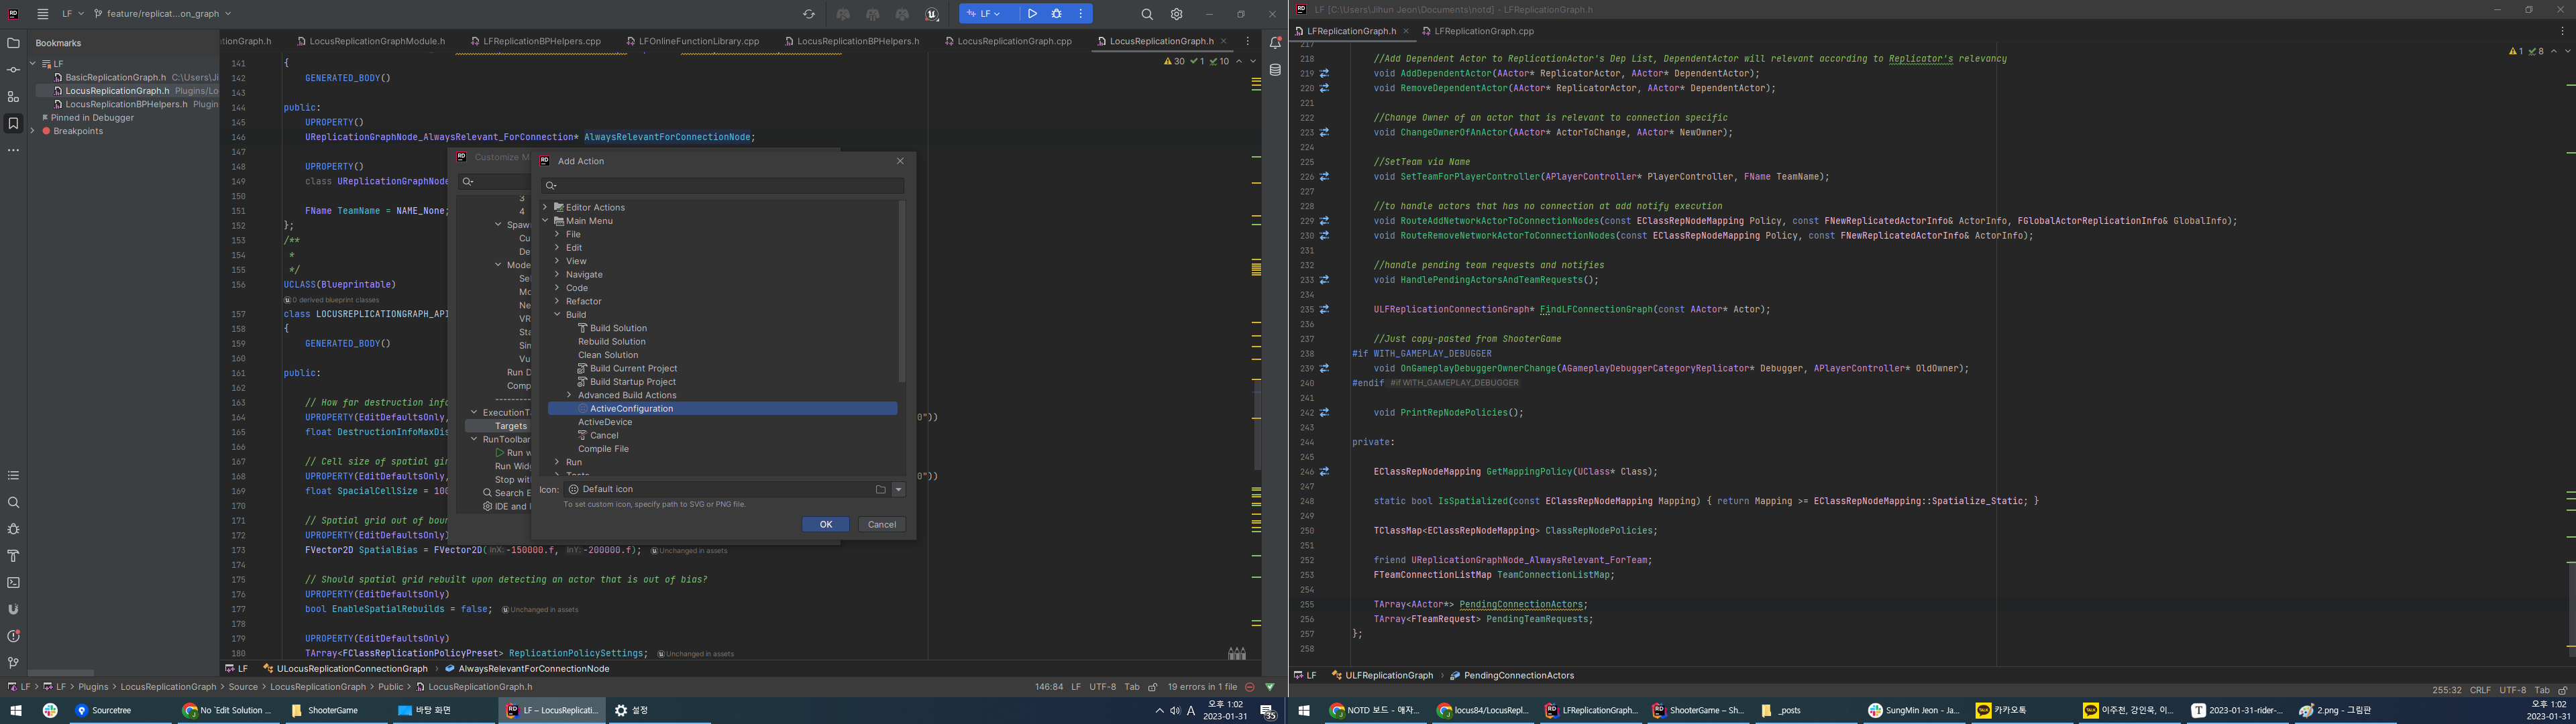 LF
feature/replicat...on_graph
LF
Bookmarks
LF
BasicReplicationGraph.h C:\Users\Ji
LocusReplicationGraph.h Plugins/Lo
LocusReplicationBPHelpers.h Plugin
Pinned in Debugger
Breakpoints
ationGraph.h
LocusReplicationGraphModule.h
LFReplicationBPHelpers.cpp
LFOnlineFunctionLibrary.cpp
LocusReplicationBPHelpers.h
LocusReplicationGraph.cpp
LocusReplicationGraph.h
30 1 10
141 {
142 GENERATED_BODY()
143
144 public:
145 UPROPERTY()
146 UReplicationGraphNode_AlwaysRelevant_ForConnection* AlwaysRelevantForConnectionNode;
147
148 UPROPERTY()
149 class UReplicationGraphNode
150
151 FName TeamName = NAME_None;
152 };
153 /**
154 *
155 */
156 UCLASS(Blueprintable)
0 derived blueprint classes
157 class LOCUSREPLICATIONGRAPH_API
158 {
159 GENERATED_BODY()
160
161 public:
162
163 // How far destruction info
164 UPROPERTY(EditDefaultsOnly, 0"))
165 float DestructionInfoMaxDis
166
167 // Cell size of spatial gir
168 UPROPERTY(EditDefaultsOnly, 0"))
169 float SpacialCellSize = 100
170
171 // Spatial grid out of bour
172 UPROPERTY(EditDefaultsOnly)
173 FVector2D SpatialBias = FVector2D( inX: -150000.f, inY: -200000.f); Unchanged in assets
174
175 // Should spatial grid rebuilt upon detecting an actor that is out of bias?
176 UPROPERTY(EditDefaultsOnly)
177 bool EnableSpatialRebuilds = false; Unchanged in assets
178
179 UPROPERTY(EditDefaultsOnly)
180 TArray<FClassReplicationPolicyPreset> ReplicationPolicySettings; Unchanged in assets
Customize M
3
4
Spaw
Cu
De
Mode
Sel
Mo
Ne
VR
Sta
Sin
Vu
Run D
Comp
ExecutionTa
Targets
RunToolbar
Run w
Run Widg
Stop with
Search E
IDE and
Add Action
Editor Actions
Main Menu
File
Edit
View
Navigate
Code
Refactor
Build
Build Solution
Rebuild Solution
Clean Solution
Build Current Project
Build Startup Project
Advanced Build Actions
ActiveConfiguration
ActiveDevice
Cancel
Compile File
Run
Icon: Default icon
To set custom icon, specify path to SVG or PNG file.
OK
Cancel
LF ULocusReplicationConnectionGraph AlwaysRelevantForConnectionNode
LF LF Plugins LocusReplicationGraph Source LocusReplicationGraph Public LocusReplicationGraph.h
146:84 LF UTF-8 Tab 19 errors in 1 file
Sourcetree
No 'Edit Solution ...
ShooterGame
바탕 화면
LF – LocusReplicati...
설정
A
오후 1:02
2023-01-31
35
LF [C:\Users\Jihun Jeon\Documents\notd] - LFReplicationGraph.h
LFReplicationGraph.h
LFReplicationGraph.cpp
1 8
217
218 //Add Dependent Actor to ReplicationActor's Dep List, DependentActor will relevant according to Replicator's relevancy
219 void AddDependentActor(AActor* ReplicatorActor, AActor* DependentActor);
220 void RemoveDependentActor(AActor* ReplicatorActor, AActor* DependentActor);
221
222 //Change Owner of an actor that is relevant to connection specific
223 void ChangeOwnerOfAnActor(AActor* ActorToChange, AActor* NewOwner);
224
225 //SetTeam via Name
226 void SetTeamForPlayerController(APlayerController* PlayerController, FName TeamName);
227
228 //to handle actors that has no connection at add notify execution
229 void RouteAddNetworkActorToConnectionNodes(const EClassRepNodeMapping Policy, const FNewReplicatedActorInfo& ActorInfo, FGlobalActorReplicationInfo& GlobalInfo);
230 void RouteRemoveNetworkActorToConnectionNodes(const EClassRepNodeMapping Policy, const FNewReplicatedActorInfo& ActorInfo);
231
232 //handle pending team requests and notifies
233 void HandlePendingActorsAndTeamRequests();
234
235 ULFReplicationConnectionGraph* FindLFConnectionGraph(const AActor* Actor);
236
237 //Just copy-pasted from ShooterGame
238 #if WITH_GAMEPLAY_DEBUGGER
239 void OnGameplayDebuggerOwnerChange(AGameplayDebuggerCategoryReplicator* Debugger, APlayerController* OldOwner);
240 #endif #if WITH_GAMEPLAY_DEBUGGER
241
242 void PrintRepNodePolicies();
243
244 private:
245
246 EClassRepNodeMapping GetMappingPolicy(UClass* Class);
247
248 static bool IsSpatialized(const EClassRepNodeMapping Mapping) { return Mapping >= EClassRepNodeMapping::Spatialize_Static; }
249
250 TClassMap<EClassRepNodeMapping> ClassRepNodePolicies;
251
252 friend UReplicationGraphNode_AlwaysRelevant_ForTeam;
253 FTeamConnectionListMap TeamConnectionListMap;
254
255 TArray<AActor*> PendingConnectionActors;
256 TArray<FTeamRequest> PendingTeamRequests;
257 };
258
LF ULFReplicationGraph PendingConnectionActors
255:32 CRLF UTF-8 Tab
NOTD 보드 - 애자...
locus84/LocusRepl...
LFReplicationGraph...
ShooterGame – Sh...
_posts
SungMin Jeon - Ja...
카카오톡
이주전, 강인욱, 이...
2023-01-31-rider-...
2.png - 그림판
오후 1:02
2023-01-31